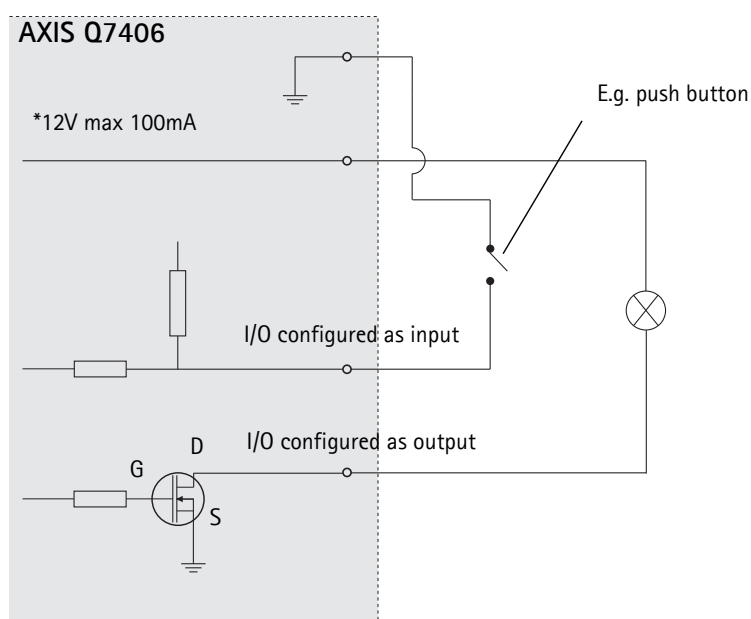 AXIS Q7406
E.g. push button
*12V max 100mA
I/O configured as input
I/O configured as output
D
G
S